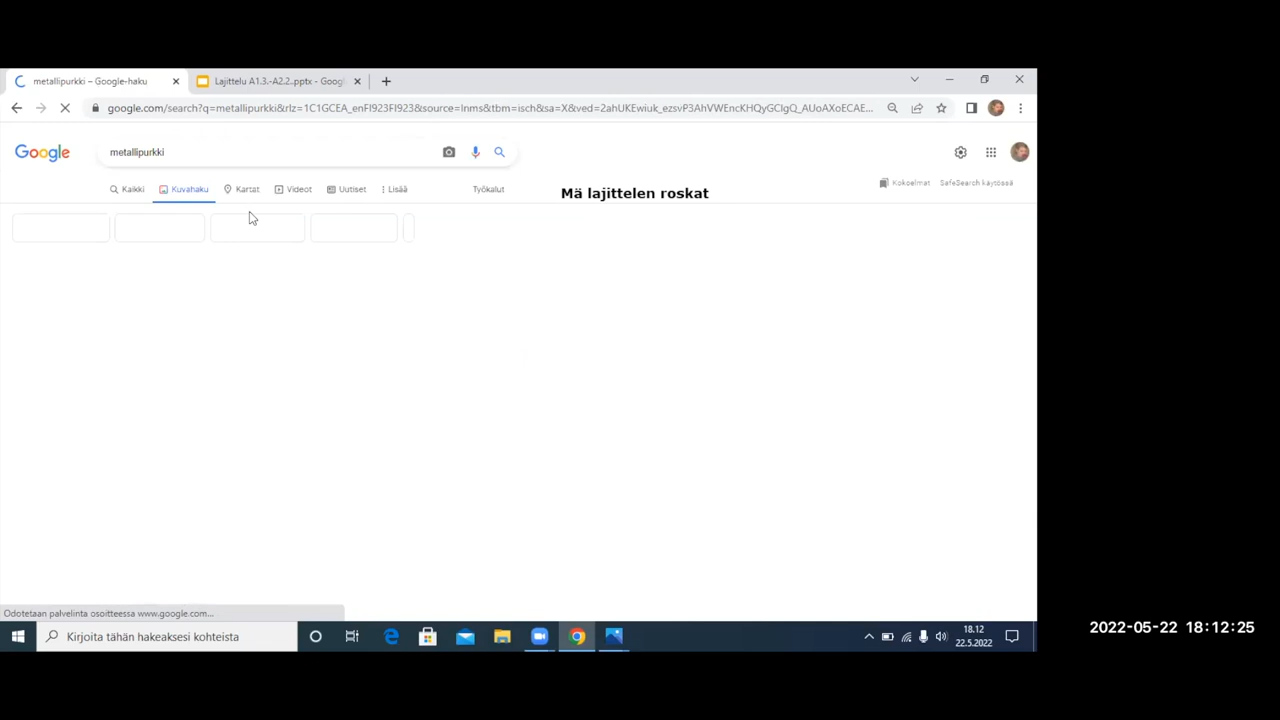 metallipurkki – Google-haku
Lajittelu A1.3.-A2.2..pptx - Goog
google.com/search?q=metallipurkki&rlz=1C1GCEA_enFI923FI923&source=lnms&tbm=isch&sa=X&ved=2ahUKEwiuk_ezsvP3AhVWEncKHQyGCIgQ_AUoAXoECAE...
Google
metallipurkki
Kaikki
Kuvahaku
Kartat
Videot
Uutiset
Lisää
Työkalut
Kokoelmat
SafeSearch käytössä
Mä lajittelen roskat
Odotetaan palvelinta osoitteessa www.google.com...
Kirjoita tähän hakeaksesi kohteista
18.12
22.5.2022
2022-05-22 18:12:25